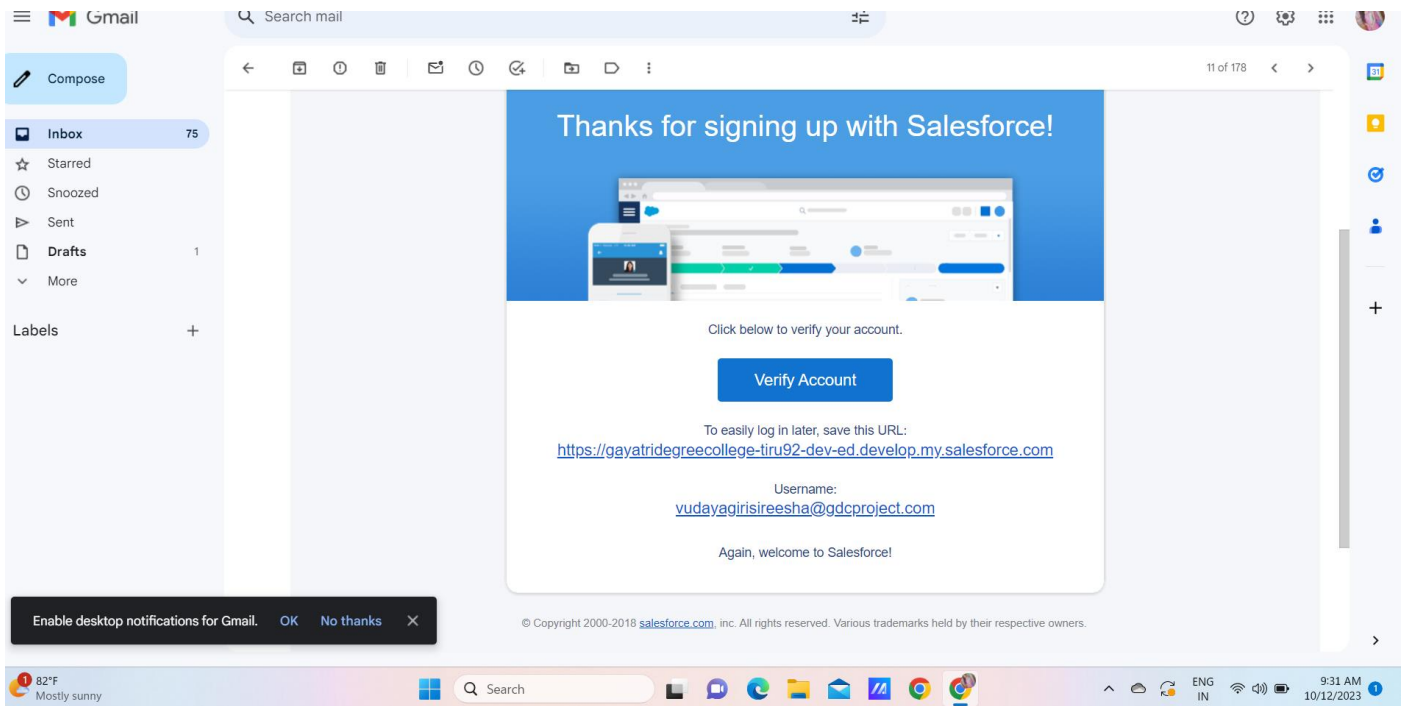 Gmail
Search mail
Compose
11 of 178
31
Inbox 75
Starred
Snoozed
Sent
Drafts 1
More
Labels
Thanks for signing up with Salesforce!
Click below to verify your account.
Verify Account
To easily log in later, save this URL:
https://gayatridegreecollege-tiru92-dev-ed.develop.my.salesforce.com
Username:
vudayagirisireesha@gdcproject.com
Again, welcome to Salesforce!
Enable desktop notifications for Gmail. OK No thanks
© Copyright 2000-2018 salesforce.com, inc. All rights reserved. Various trademarks held by their respective owners.
1
82°F
Mostly sunny
Search
ENG
IN
9:31 AM
10/12/2023
1